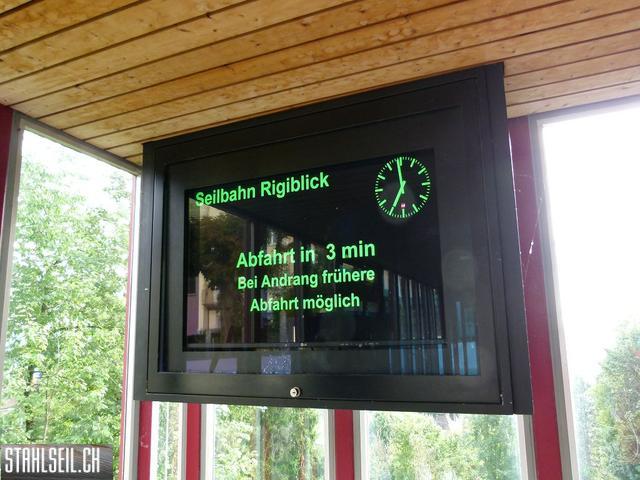 Seilbahn Rigiblick
Abfahrt in 3 min
Bei Andrang frühere
Abfahrt möglich
STAHLSEIL.CH